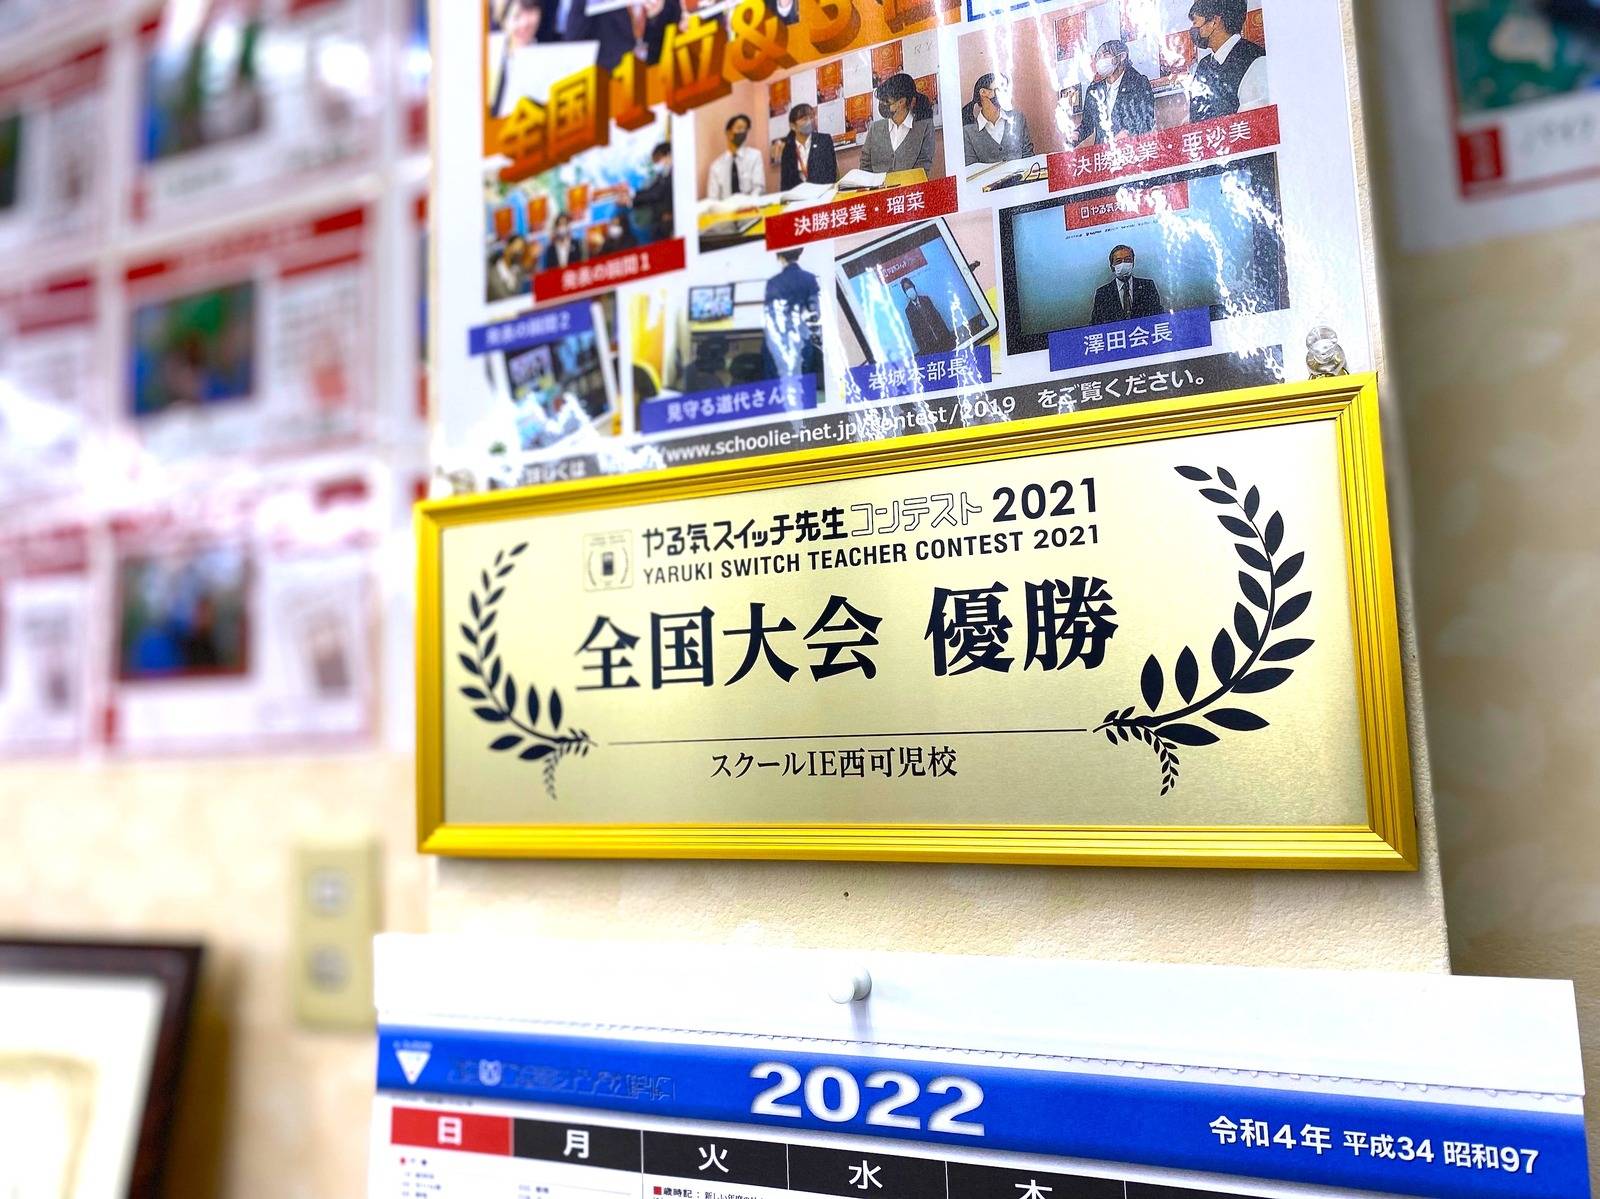 全国1位&
決勝授業・亜沙美
決勝授業・瑠菜
発表の瞬間1
発表の瞬間2
見守る道代さん
岩城本部長
澤田会長
www.schoolie-net.jp/contest/2019 をご覧ください。
やる気スイッチ先生コンテスト 2021
YARUKI SWITCH TEACHER CONTEST 2021
全国大会 優勝
スクールIE西可児校
2022
令和4年 平成34 昭和97
日 月 火 水 木
■歳時記: